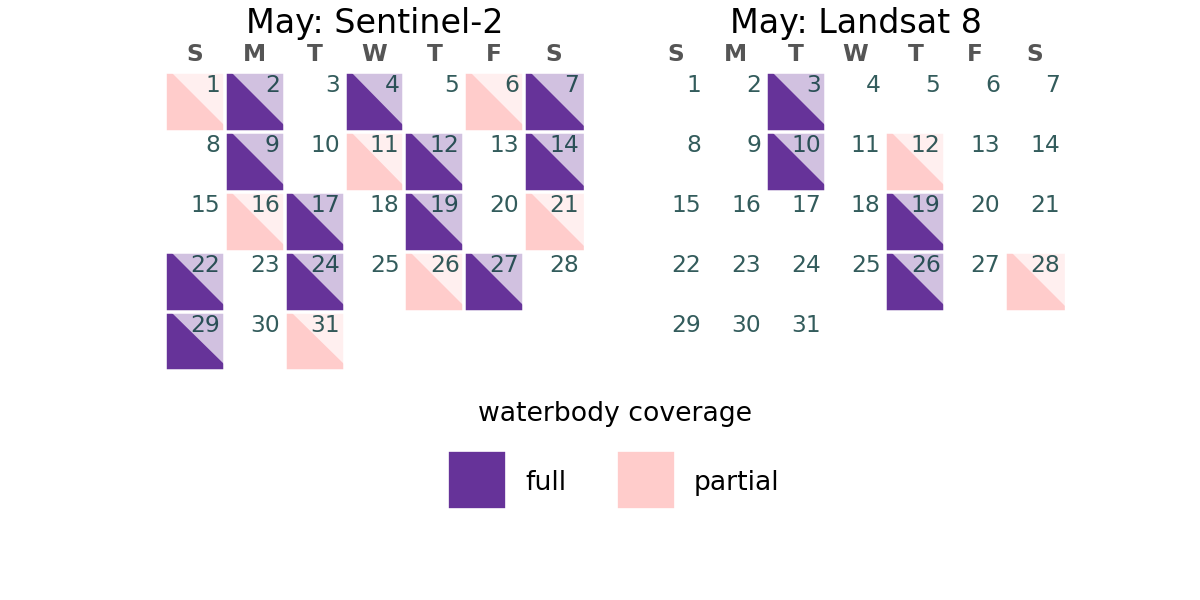 May: Sentinel-2
S M T W T F S
1 2 3 4 5 6 7
8 9 10 11 12 13 14
15 16 17 18 19 20 21
22 23 24 25 26 27 28
29 30 31
May: Landsat 8
S M T W T F S
1 2 3 4 5 6 7
8 9 10 11 12 13 14
15 16 17 18 19 20 21
22 23 24 25 26 27 28
29 30 31
waterbody coverage
full
partial